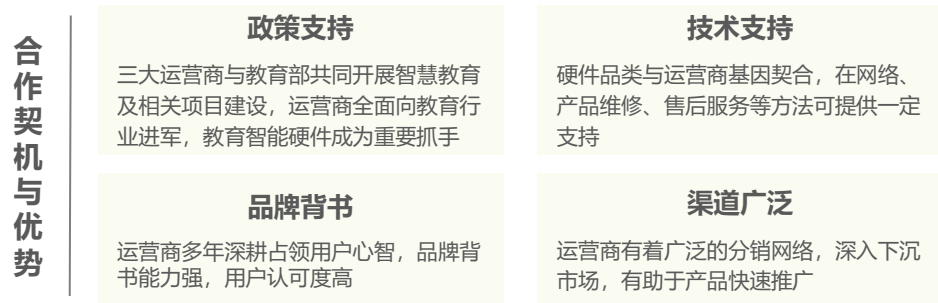 合作契机与优势
政策支持
三大运营商与教育部共同开展智慧教育
及相关项目建设，运营商全面向教育行
业进军，教育智能硬件成为重要抓手
技术支持
硬件品类与运营商基因契合，在网络、
产品维修、售后服务等方法可提供一定
支持
品牌背书
运营商多年深耕占领用户心智，品牌背
书能力强，用户认可度高
渠道广泛
运营商有着广泛的分销网络，深入下沉
市场，有助于产品快速推广